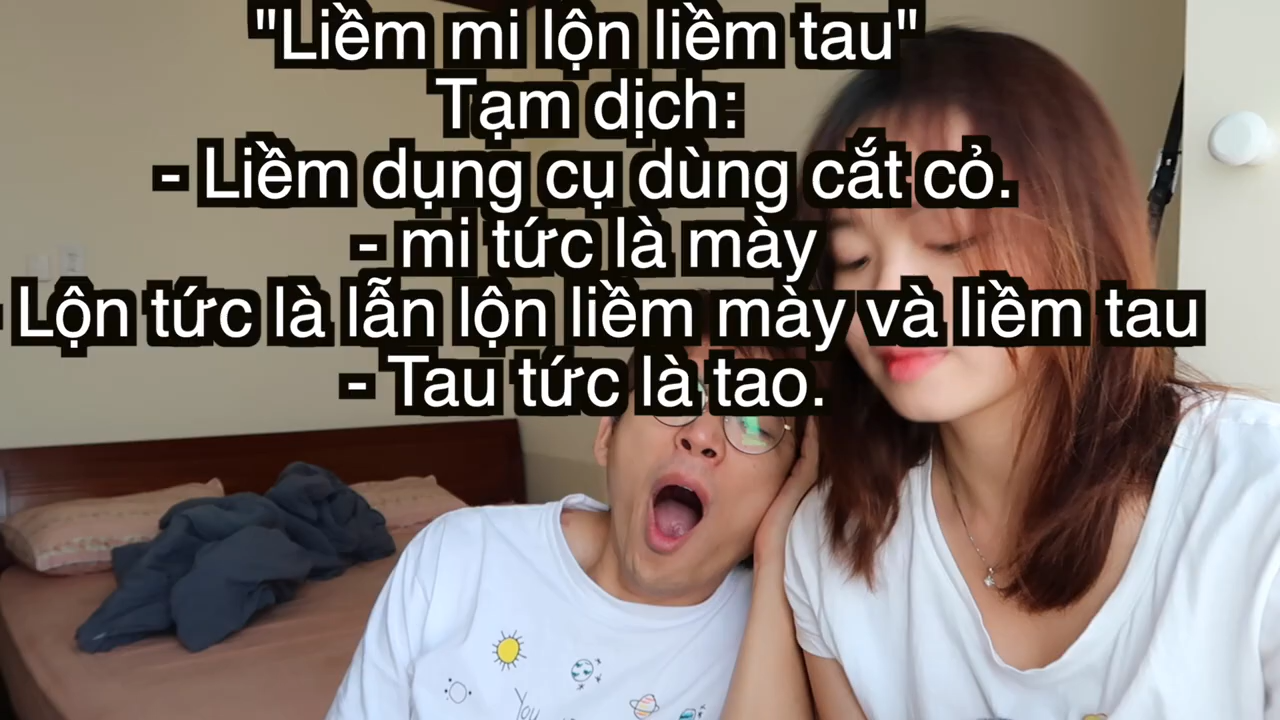 "Liềm mi lộn liềm tau"
Tạm dịch:
- Liềm dụng cụ dùng cắt cỏ.
- mi tức là mày
- Lộn tức là lẫn lộn liềm mày và liềm tau
- Tau tức là tao.
You